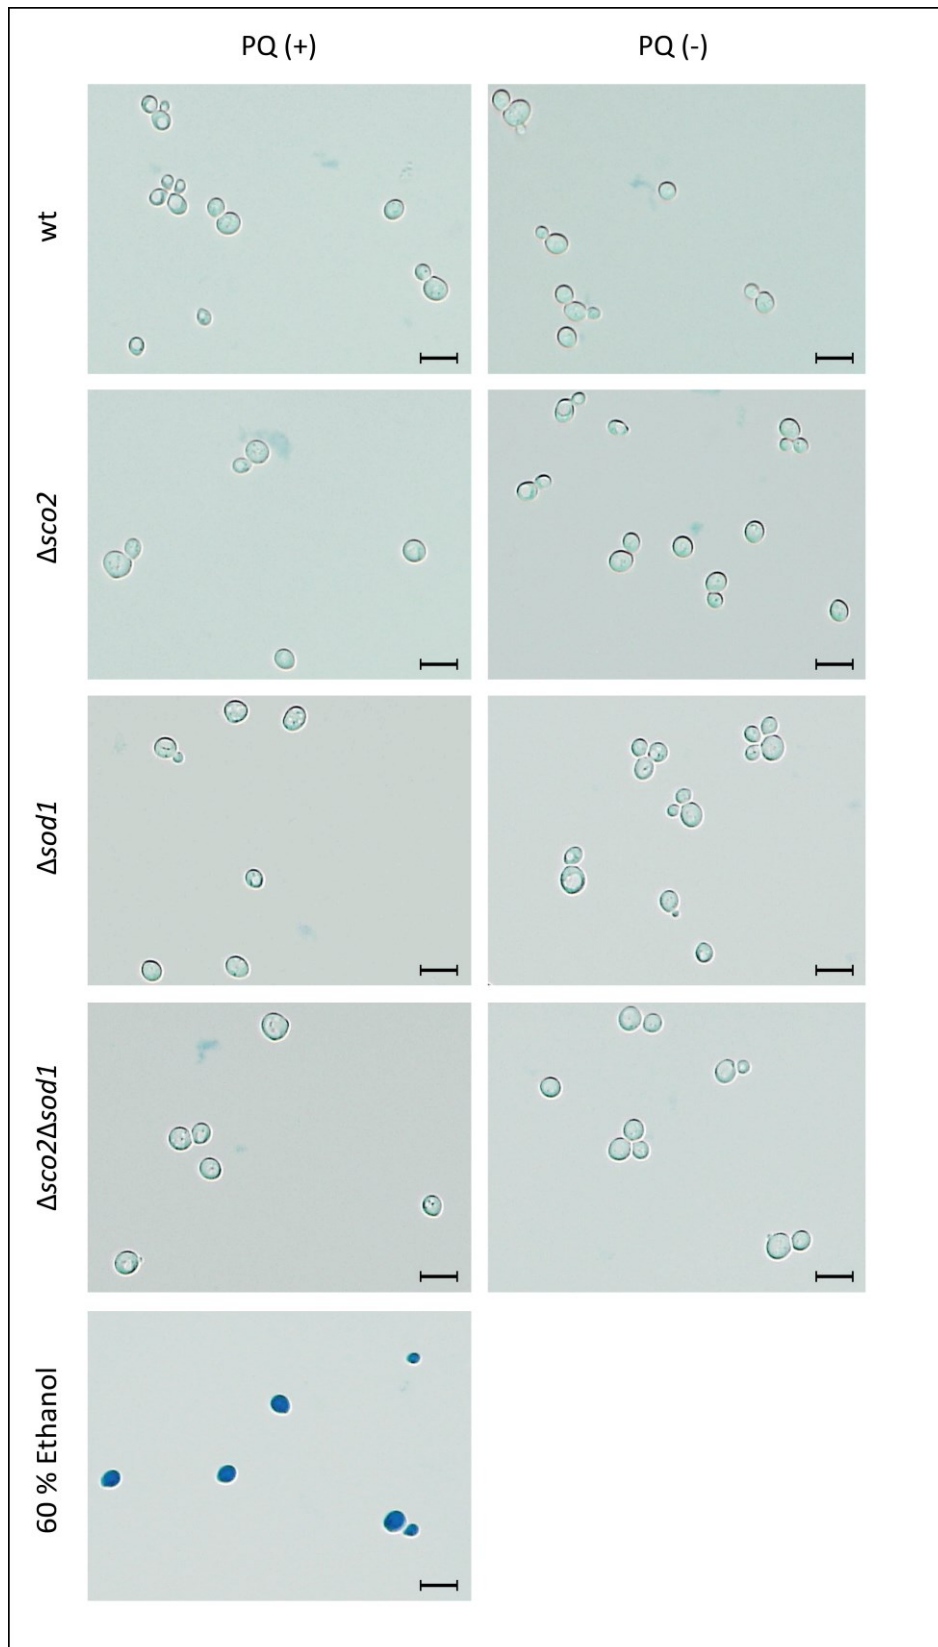 PQ (+) PQ (-)
wt
Δsco2
Δsod1
Δsco2Δsod1
60 % Ethanol